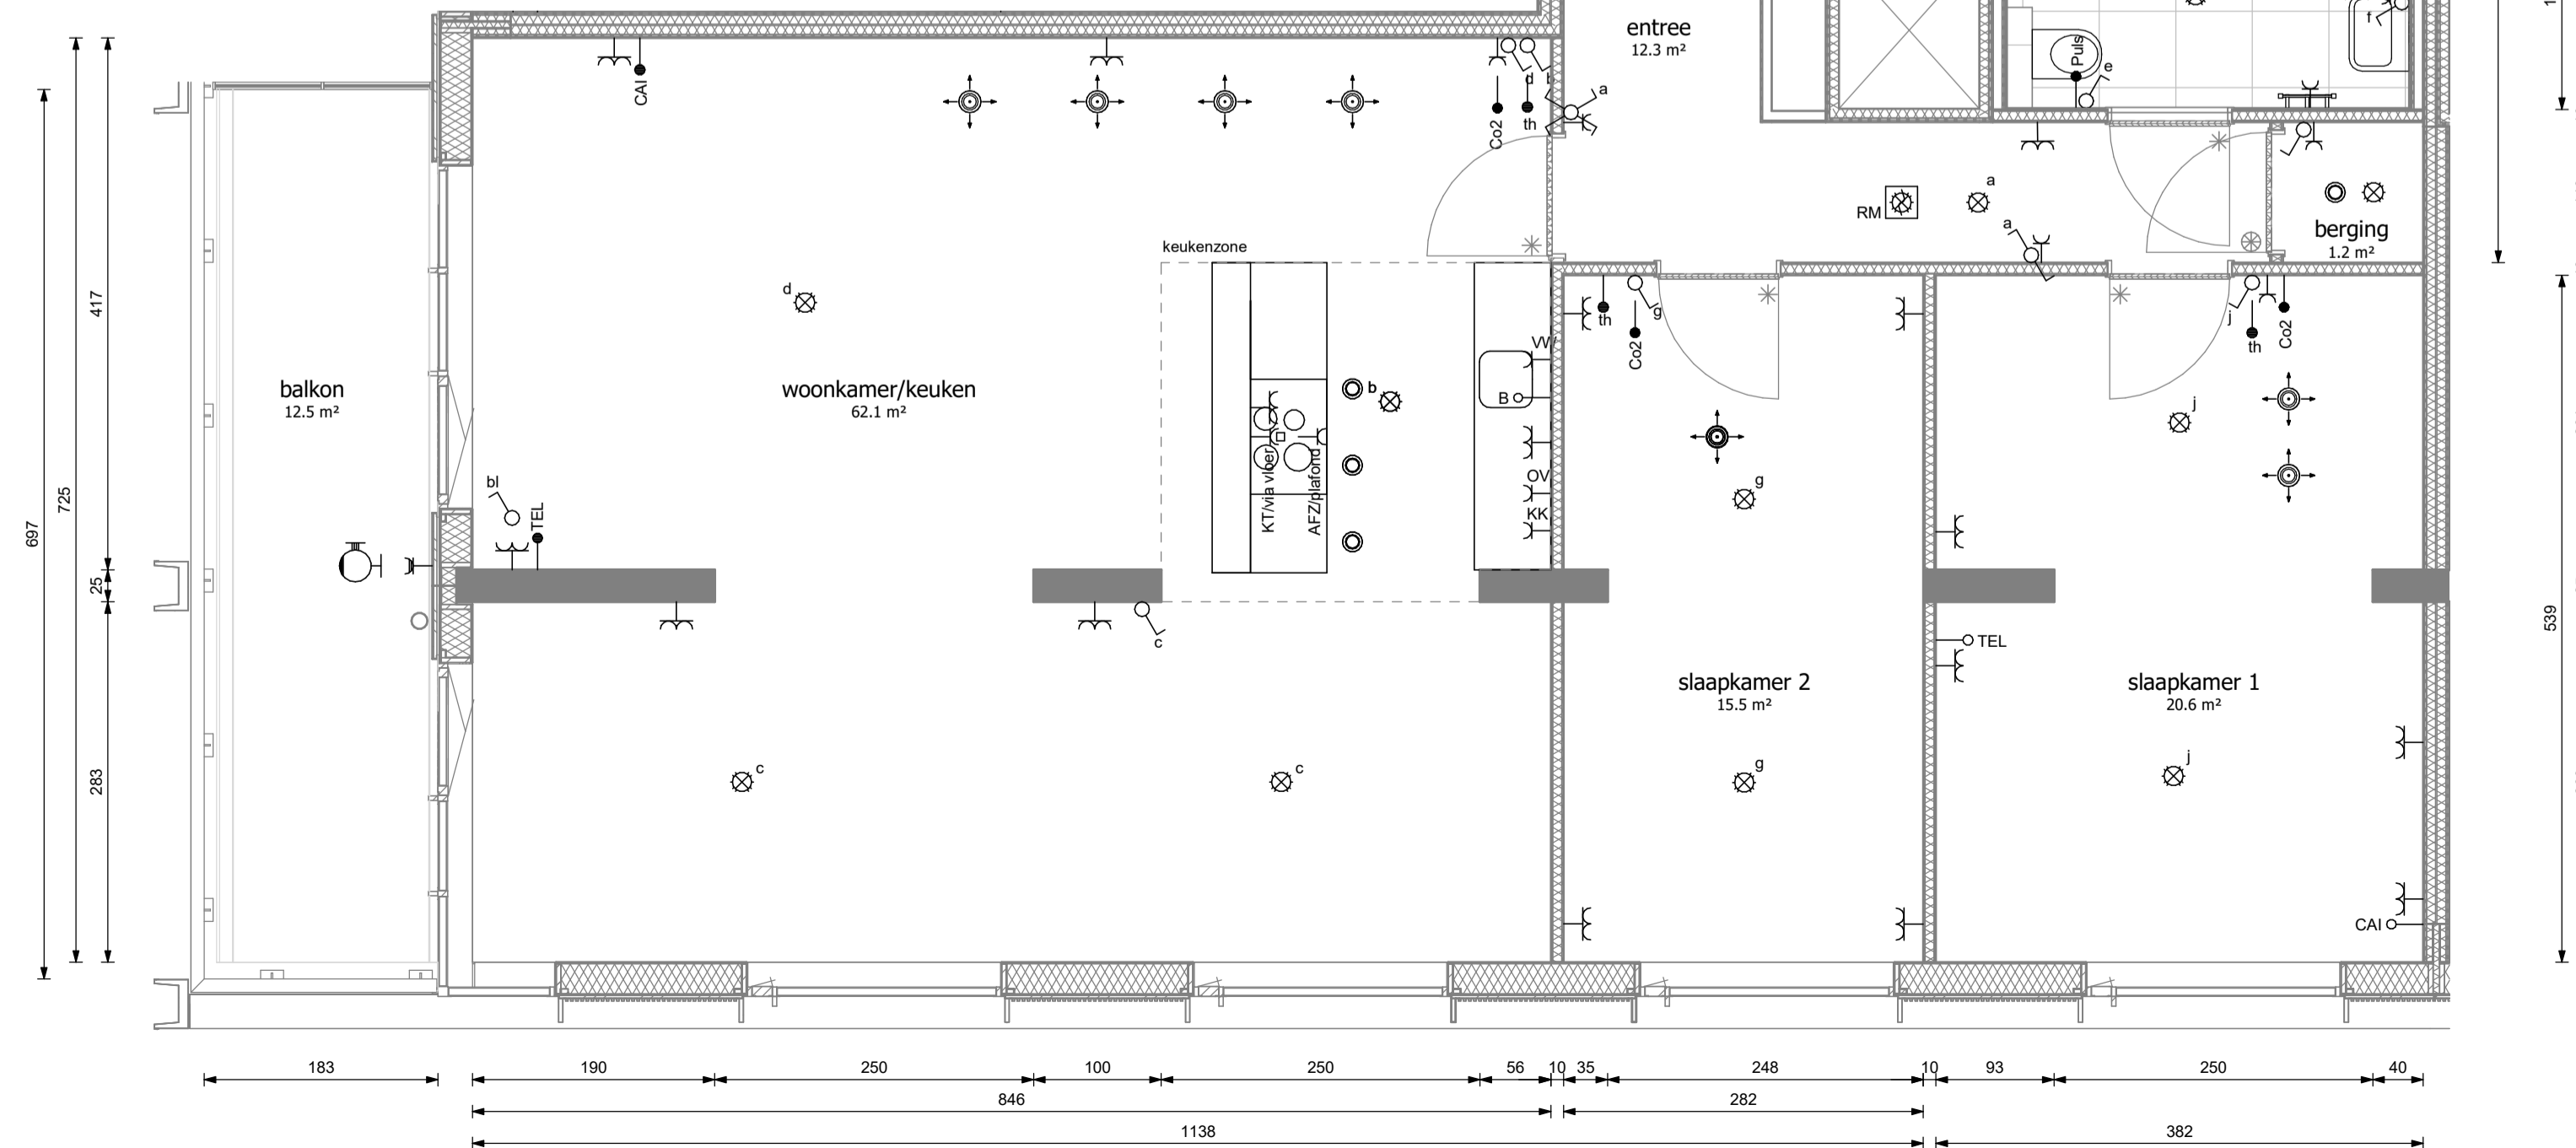 entree
12.3 m²
f
Puls
e
CAI
d
b
a
Co2
th
a
RM
a
berging
1.2 m²
keukenzone
d
th
g
Co2
j
th
Co2
VW
balkon
12.5 m²
woonkamer/keuken
62.1 m²
b
B
j
OV
KK
g
bl
TEL
KT/via vloer
AFZ/plafond
c
TEL
slaapkamer 2
15.5 m²
slaapkamer 1
20.6 m²
c
c
g
j
CAI
697
725
417
25
283
539
183
190
250
100
250
56
10
35
248
10
93
250
40
846
282
1138
382